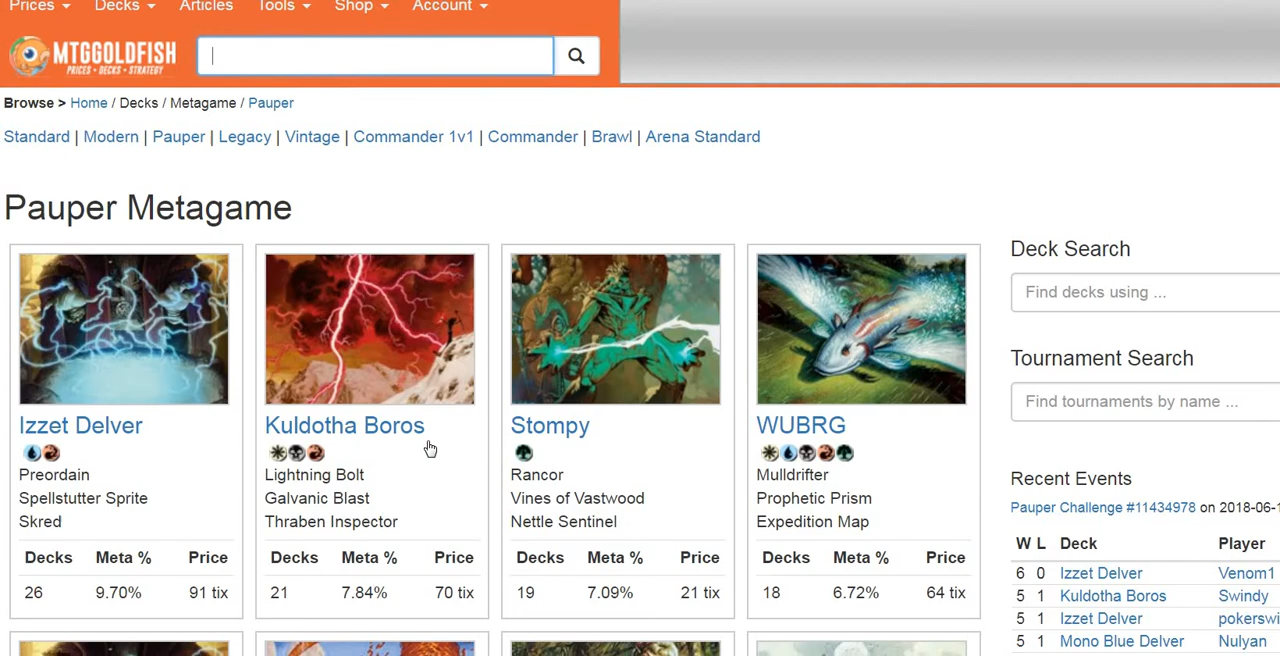 Prices Decks Articles Tools Shop Account
MTGGOLDFISH
PRICES • DECKS • STRATEGY
Browse > Home / Decks / Metagame / Pauper
Standard | Modern | Pauper | Legacy | Vintage | Commander 1v1 | Commander | Brawl | Arena Standard
Pauper Metagame
Izzet Delver
Preordain
Spellstutter Sprite
Skred
Decks Meta % Price
26 9.70% 91 tix
Kuldotha Boros
Lightning Bolt
Galvanic Blast
Thraben Inspector
Decks Meta % Price
21 7.84% 70 tix
Stompy
Rancor
Vines of Vastwood
Nettle Sentinel
Decks Meta % Price
19 7.09% 21 tix
WUBRG
Mulldrifter
Prophetic Prism
Expedition Map
Decks Meta % Price
18 6.72% 64 tix
Deck Search
Find decks using ...
Tournament Search
Find tournaments by name ...
Recent Events
Pauper Challenge #11434978 on 2018-06-1
W L Deck Player
6 0 Izzet Delver Venom1
5 1 Kuldotha Boros Swindy
5 1 Izzet Delver pokerswi
5 1 Mono Blue Delver Nulyan